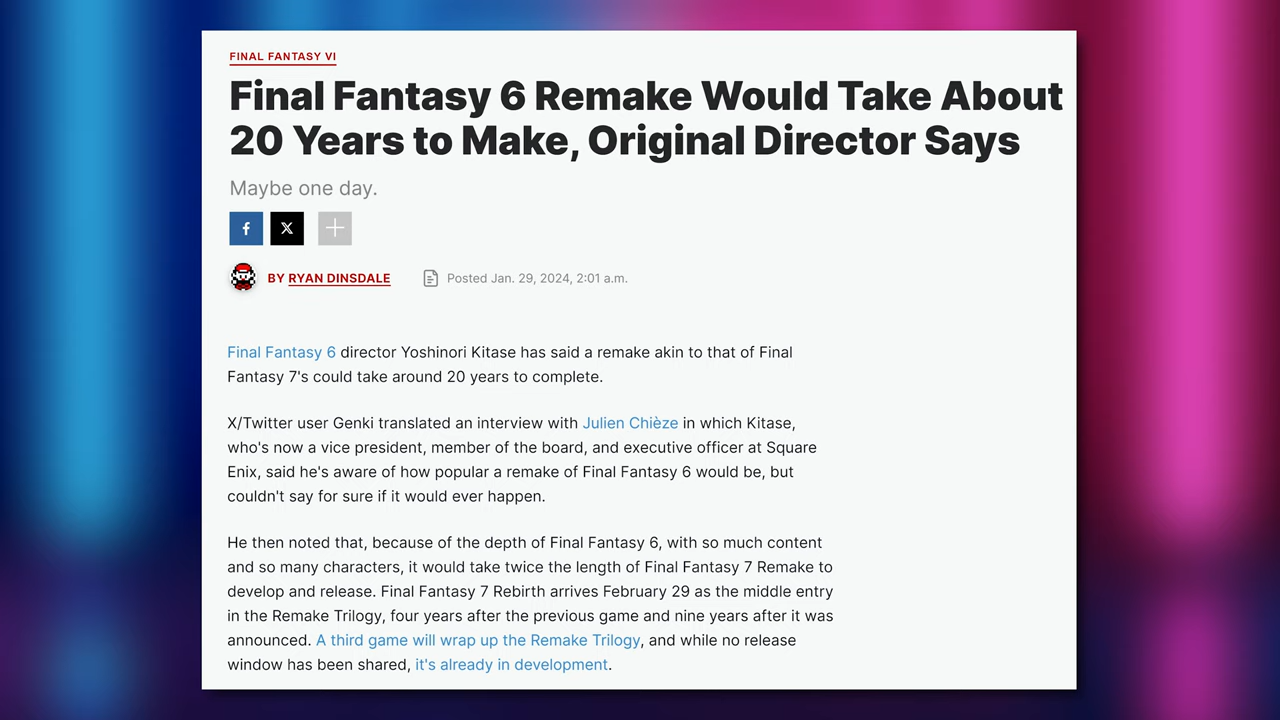 FINAL FANTASY VI
Final Fantasy 6 Remake Would Take About
20 Years to Make, Original Director Says
Maybe one day.
BY RYAN DINSDALE Posted Jan. 29, 2024, 2:01 a.m.
Final Fantasy 6 director Yoshinori Kitase has said a remake akin to that of Final
Fantasy 7's could take around 20 years to complete.
X/Twitter user Genki translated an interview with Julien Chièze in which Kitase,
who's now a vice president, member of the board, and executive officer at Square
Enix, said he's aware of how popular a remake of Final Fantasy 6 would be, but
couldn't say for sure if it would ever happen.
He then noted that, because of the depth of Final Fantasy 6, with so much content
and so many characters, it would take twice the length of Final Fantasy 7 Remake to
develop and release. Final Fantasy 7 Rebirth arrives February 29 as the middle entry
in the Remake Trilogy, four years after the previous game and nine years after it was
announced. A third game will wrap up the Remake Trilogy, and while no release
window has been shared, it's already in development.